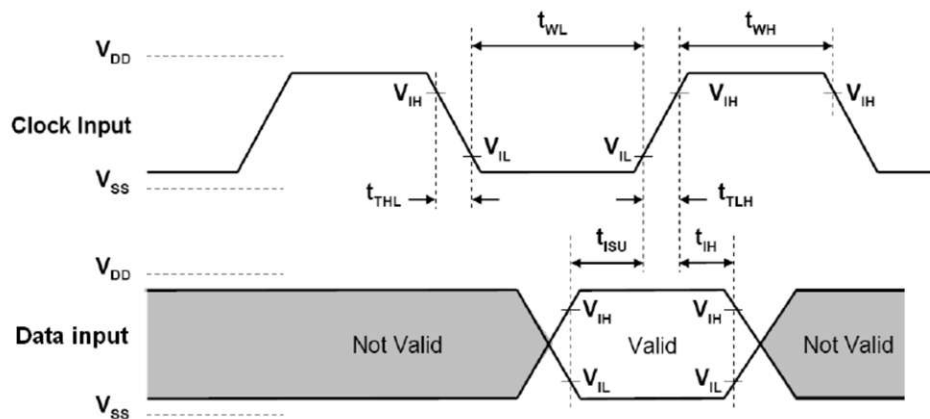 t_WL t_WH
V_DD
V_IH V_IH V_IH
Clock Input
V_IL V_IL
V_SS
t_THL t_TLH
t_ISU t_IH
V_DD
V_IH V_IH
Data input Not Valid Valid Not Valid
V_IL V_IL
V_SS